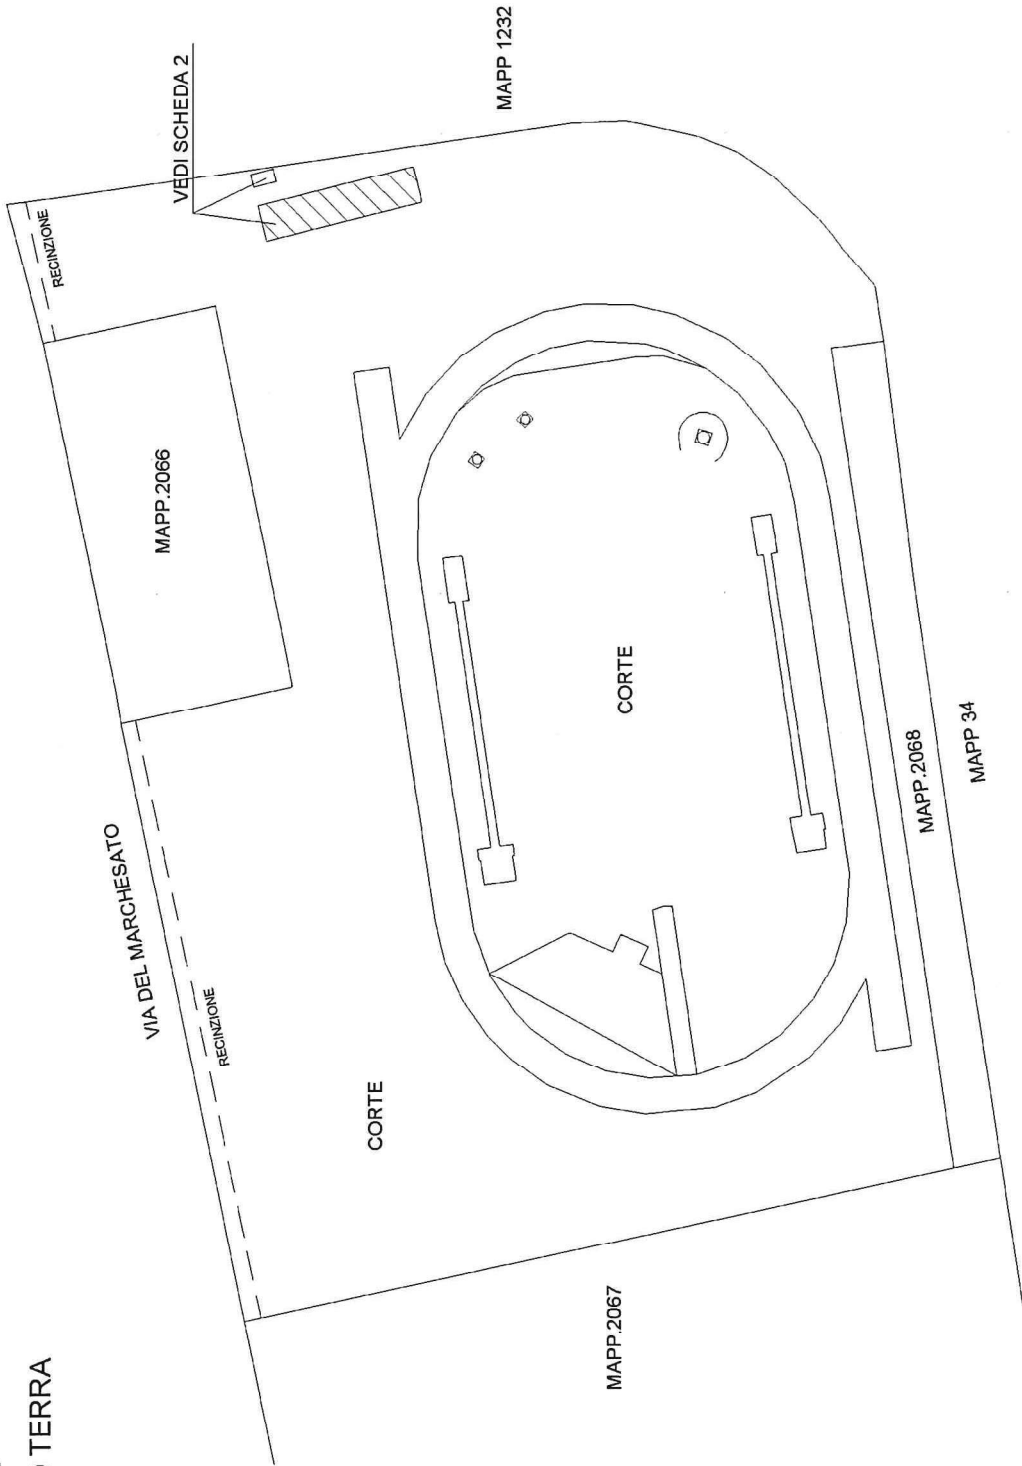 TERRA
VIA DEL MARCHESATO
RECINZIONE
MAPP.2066
RECINZIONE
VEDI SCHEDA 2
MAPP 1232
CORTE
CORTE
MAPP.2067
MAPP.2068
MAPP 34